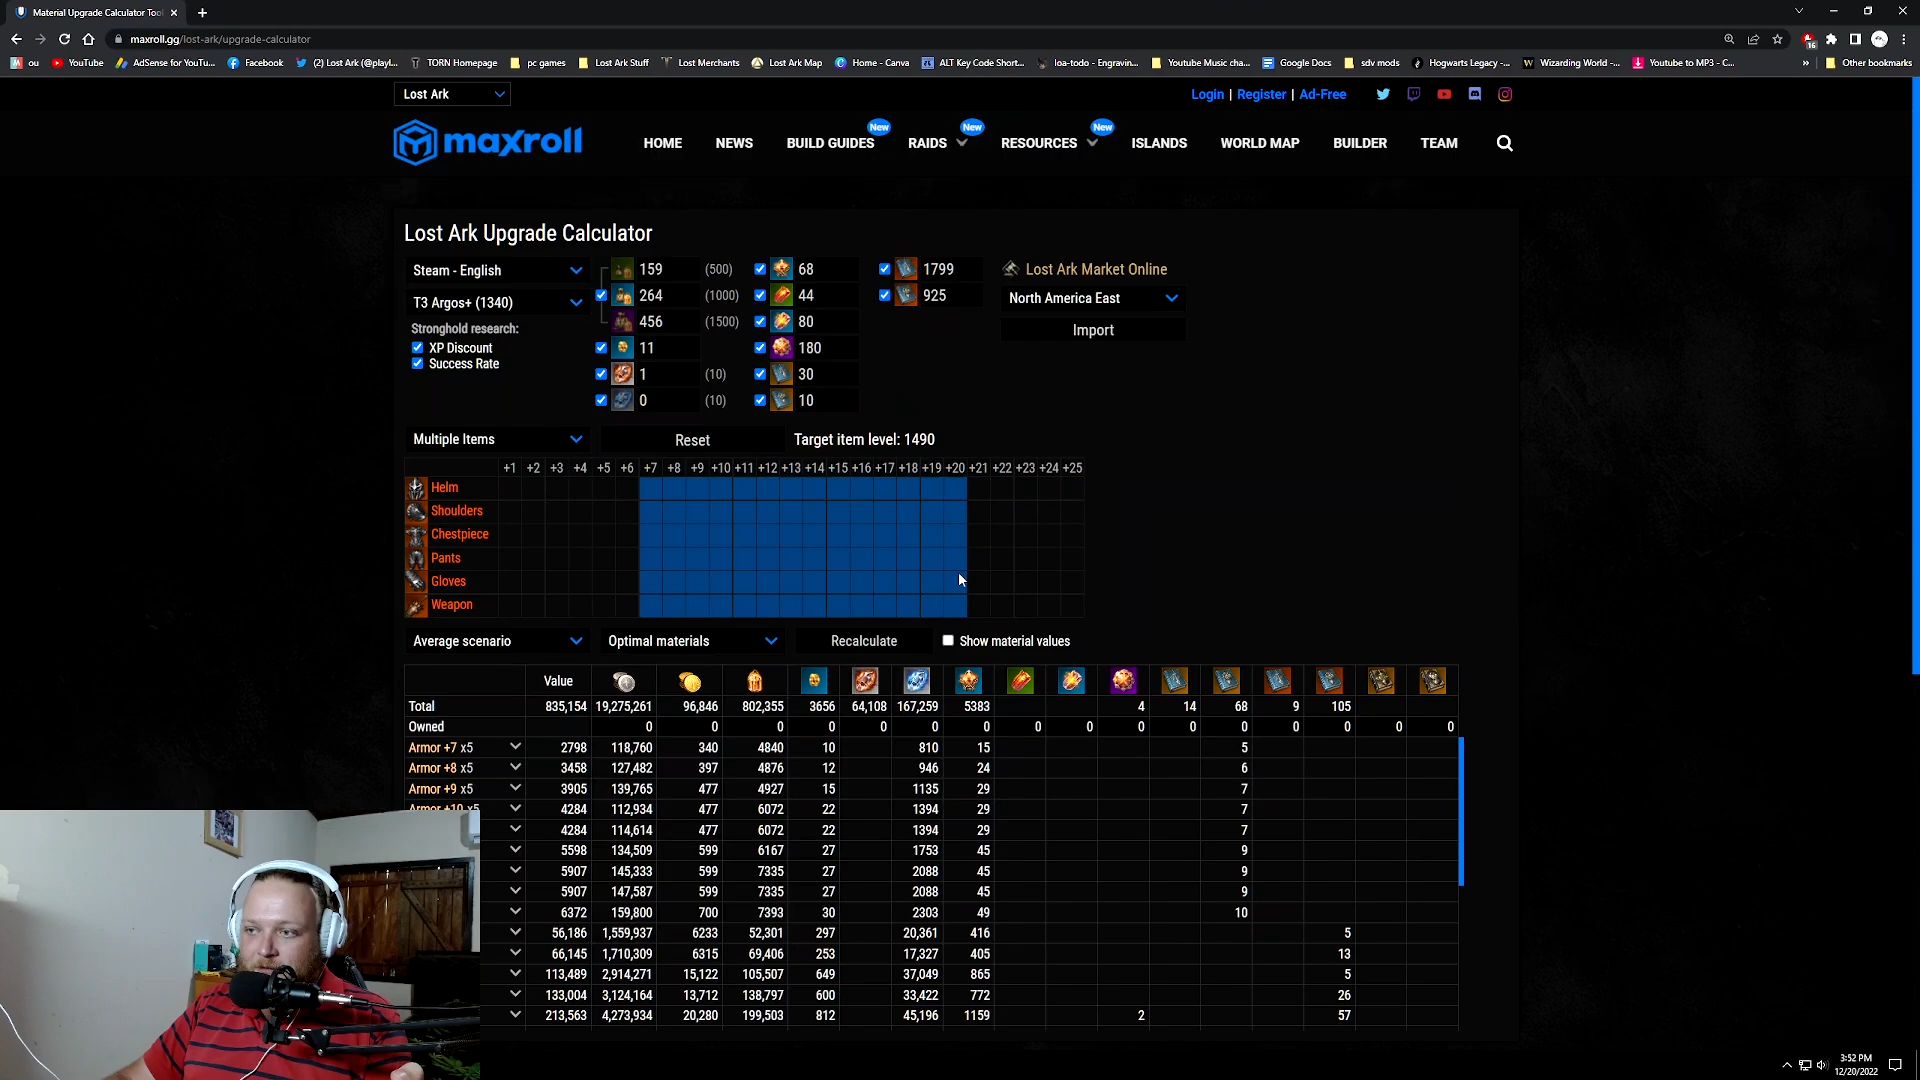 Material Upgrade Calculator Too
maxroll.gg/lost-ark/upgrade-calculator
16
ou
YouTube
AdSense for YouTu...
Facebook
(2) Lost Ark (@playl...
TORN Homepage
pc games
Lost Ark Stuff
Lost Merchants
Lost Ark Map
Home - Canva
ALT Key Code Short...
loa-todo - Engravin...
Youtube Music cha...
Google Docs
sdv mods
Hogwarts Legacy -...
Wizarding World -...
Youtube to MP3 - C...
»
Other bookmarks
Lost Ark
Login | Register | Ad-Free
maxroll
HOME
NEWS
BUILD GUIDES
New
RAIDS
New
RESOURCES
New
ISLANDS
WORLD MAP
BUILDER
TEAM
Lost Ark Upgrade Calculator
Steam - English
T3 Argos+ (1340)
Stronghold research:
XP Discount
Success Rate
159 (500) 68 1799
264 (1000) 44 925
456 (1500) 80
11 180
1 (10) 30
0 (10) 10
Lost Ark Market Online
North America East
Import
Multiple Items
Reset
Target item level: 1490
+1 +2 +3 +4 +5 +6 +7 +8 +9 +10 +11 +12 +13 +14 +15 +16 +17 +18 +19 +20 +21 +22 +23 +24 +25
Helm
Shoulders
Chestpiece
Pants
Gloves
Weapon
Average scenario
Optimal materials
Recalculate
Show material values
Value
Total 835,154 19,275,261 96,846 802,355 3656 64,108 167,259 5383 4 14 68 9 105
Owned 0 0 0 0 0 0 0 0 0 0 0 0 0 0 0
Armor +7 x5 2798 118,760 340 4840 10 810 15 5
Armor +8 x5 3458 127,482 397 4876 12 946 24 6
Armor +9 x5 3905 139,765 477 4927 15 1135 29 7
Armor +10 x5 4284 112,934 477 6072 22 1394 29 7
4284 114,614 477 6072 22 1394 29 7
5598 134,509 599 6167 27 1753 45 9
5907 145,333 599 7335 27 2088 45 9
5907 147,587 599 7335 27 2088 45 9
6372 159,800 700 7393 30 2303 49 10
56,186 1,559,937 6233 52,301 297 20,361 416 5
66,145 1,710,309 6315 69,406 253 17,327 405 13
113,489 2,914,271 15,122 105,507 649 37,049 865 5
133,004 3,124,164 13,712 138,797 600 33,422 772 26
213,563 4,273,934 20,280 199,503 812 45,196 1159 2 57
3:52 PM
12/20/2022